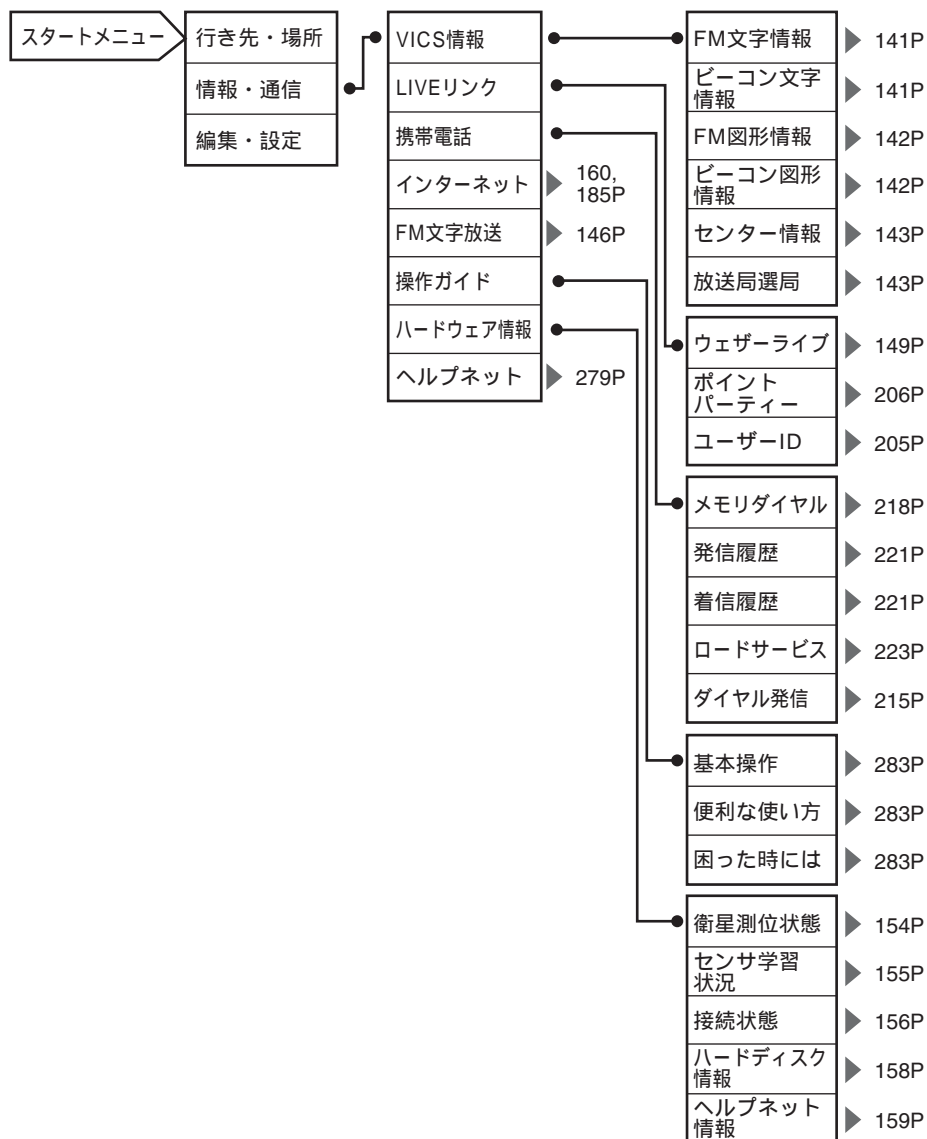 スタートメニュー
行き先・場所
情報・通信
編集・設定
VICS情報
LIVEリンク
携帯電話
インターネット
160,
185P
FM文字放送
146P
操作ガイド
ハードウェア情報
ヘルプネット
279P
FM文字情報
141P
ビーコン文字
情報
141P
FM図形情報
142P
ビーコン図形
情報
142P
センター情報
143P
放送局選局
143P
ウェザーライブ
149P
ポイント
パーティー
206P
ユーザーID
205P
メモリダイヤル
218P
発信履歴
221P
着信履歴
221P
ロードサービス
223P
ダイヤル発信
215P
基本操作
283P
便利な使い方
283P
困った時には
283P
衛星測位状態
154P
センサ学習
状況
155P
接続状態
156P
ハードディスク
情報
158P
ヘルプネット
情報
159P